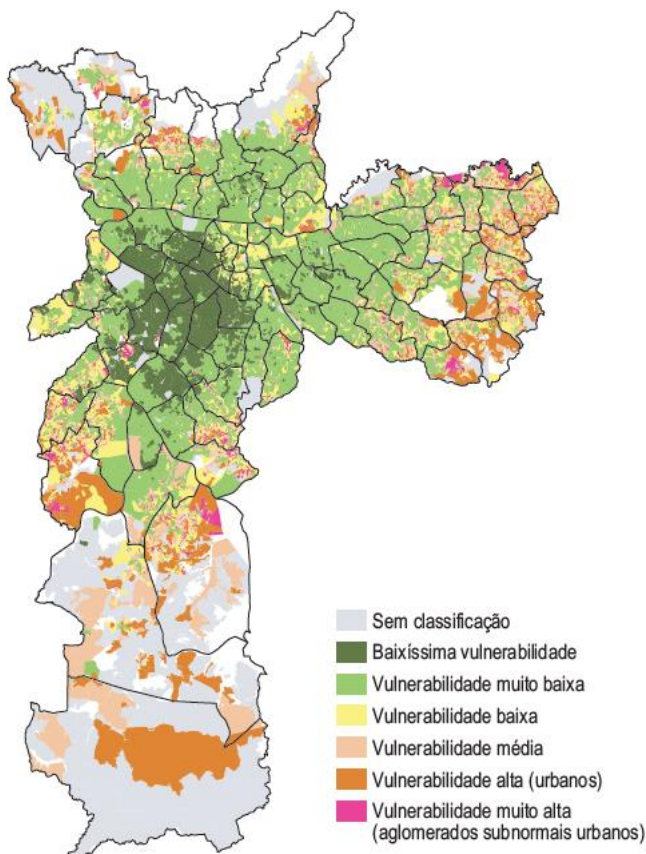 Sem classificação
Baixíssima vulnerabilidade
Vulnerabilidade muito baixa
Vulnerabilidade baixa
Vulnerabilidade média
Vulnerabilidade alta (urbanos)
Vulnerabilidade muito alta
(aglomerados subnormais urbanos)